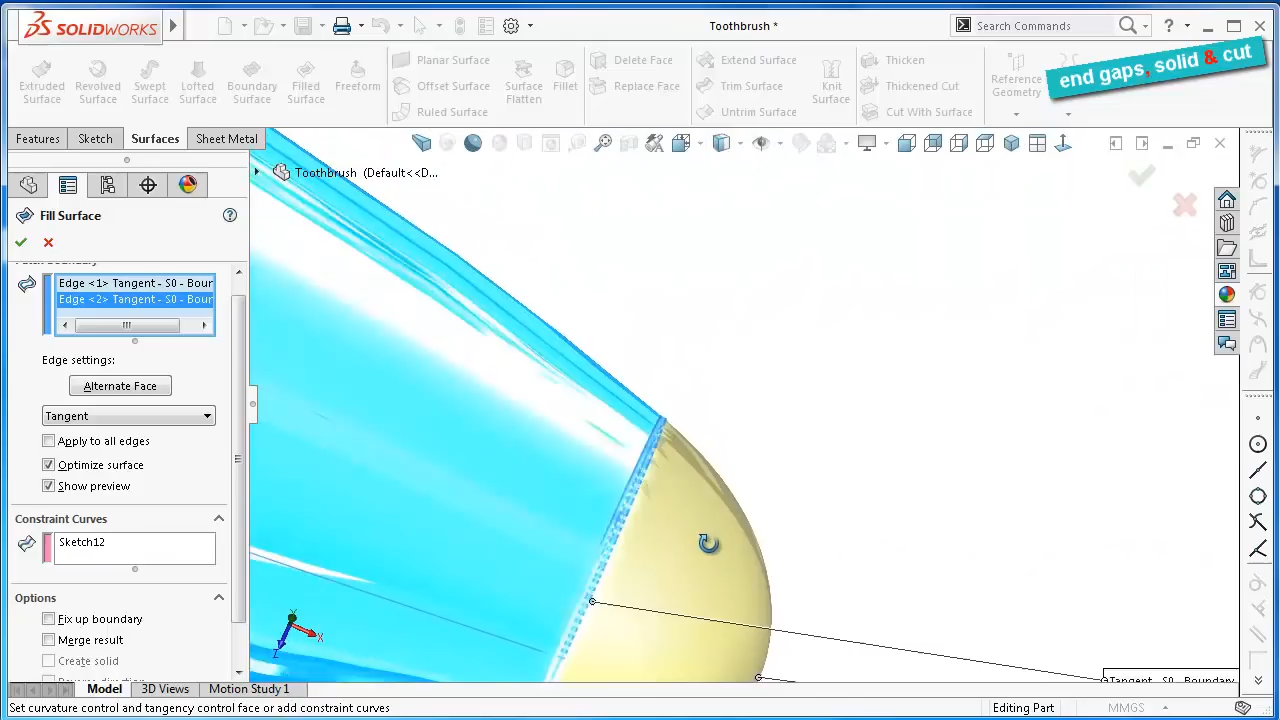 SOLIDWORKS
Toothbrush *
Search Commands
?
end gaps, solid & cut
Extruded Surface
Revolved Surface
Swept Surface
Lofted Surface
Boundary Surface
Filled Surface
Freeform
Planar Surface
Offset Surface
Ruled Surface
Surface Flatten
Fillet
Delete Face
Replace Face
Extend Surface
Trim Surface
Untrim Surface
Knit Surface
Thicken
Thickened Cut
Cut With Surface
Reference Geometry
Features
Sketch
Surfaces
Sheet Metal
Toothbrush (Default<<D...
Fill Surface
?
Edge <1> Tangent - S0 - Bour
Edge <2> Tangent - S0 - Bour
Edge settings:
Alternate Face
Tangent
Apply to all edges
Optimize surface
Show preview
Constraint Curves
Sketch12
Options
Fix up boundary
Merge result
Create solid
Y
X
Z
Tangent - S0 - Boundary
Model
3D Views
Motion Study 1
Set curvature control and tangency control face or add constraint curves
Editing Part
MMGS